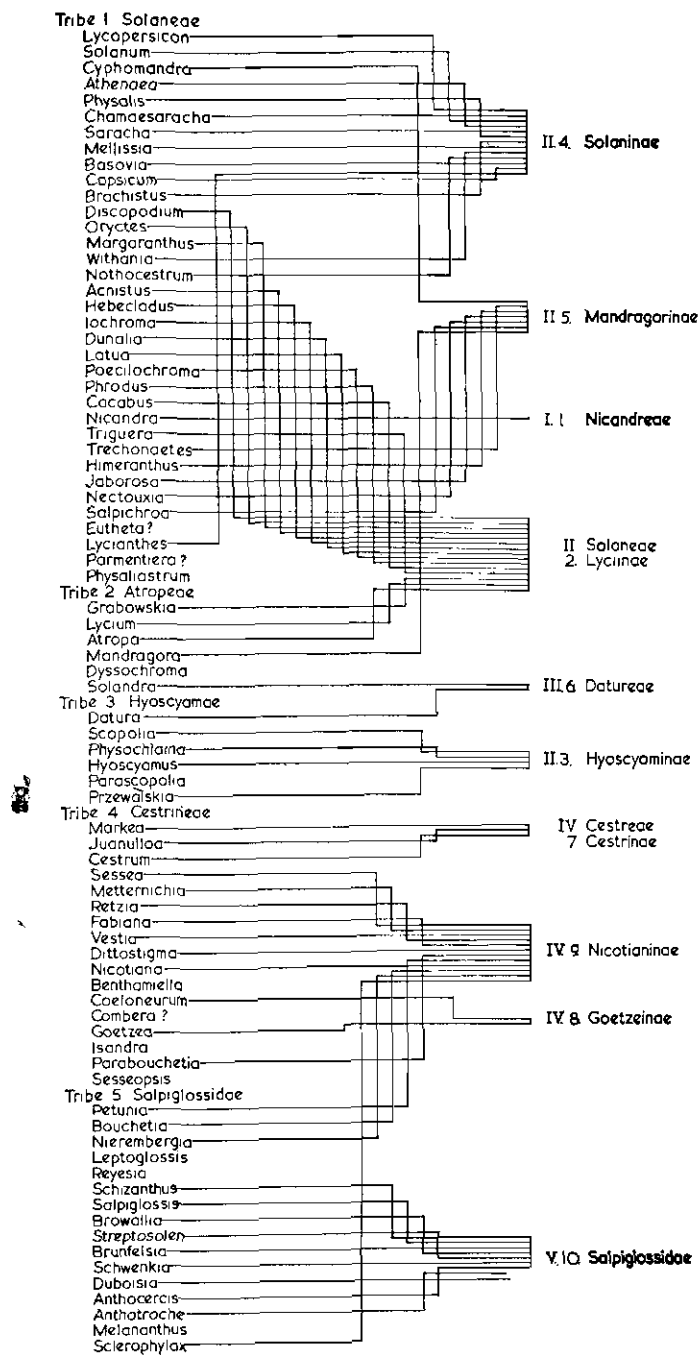 Tribe 1 Solaneae
Lycopersicon
Solanum
Cyphomandra
Athenaea
Physalis
Chamaesaracha
Saracha
Mellissia
Basovia
Capsicum
Brachistus
Discopodium
Oryctes
Margaranthus
Withania
Nothocestrum
Acnistus
Hebecladus
Iochroma
Dunalia
Latua
Poecilochroma
Phrodus
Cacabus
Nicandra
Triguera
Trechonaetes
Himeranthus
Jaborosa
Nectouxia
Salpichroa
Eutheta ?
Lycianthes
Parmentiera ?
Physaliastrum
Tribe 2 Atropeae
Grabowskia
Lycium
Atropa
Mandragora
Dyssochroma
Solandra
Tribe 3 Hyoscyamae
Datura
Scopolia
Physochlaina
Hyoscyamus
Parascopolia
Przewalskia
Tribe 4 Cestrineae
Markea
Juanulloa
Cestrum
Sessea
Metternichia
Retzia
Fabiana
Vestia
Dittostigma
Nicotiana
Benthamiella
Coeloneurum
Combera ?
Goetzea
Isandra
Parabouchetia
Sesseopsis
Tribe 5 Salpiglossidae
Petunia
Bouchetia
Nierembergia
Leptoglossis
Reyesia
Schizanthus
Salpiglossis
Browallia
Streptosolen
Brunfelsia
Schwenkia
Duboisia
Anthocercis
Anthotroche
Melananthus
Sclerophylax
II.4. Solaninae
II 5. Mandragorinae
I. 1 Nicandreae
II Solaneae
2. Lyciinae
III.6 Datureae
II.3. Hyoscyominae
IV Cestreae
7 Cestrinae
IV. 9 Nicotianinae
IV. 8. Goetzeinae
V. 10. Salpiglossidae